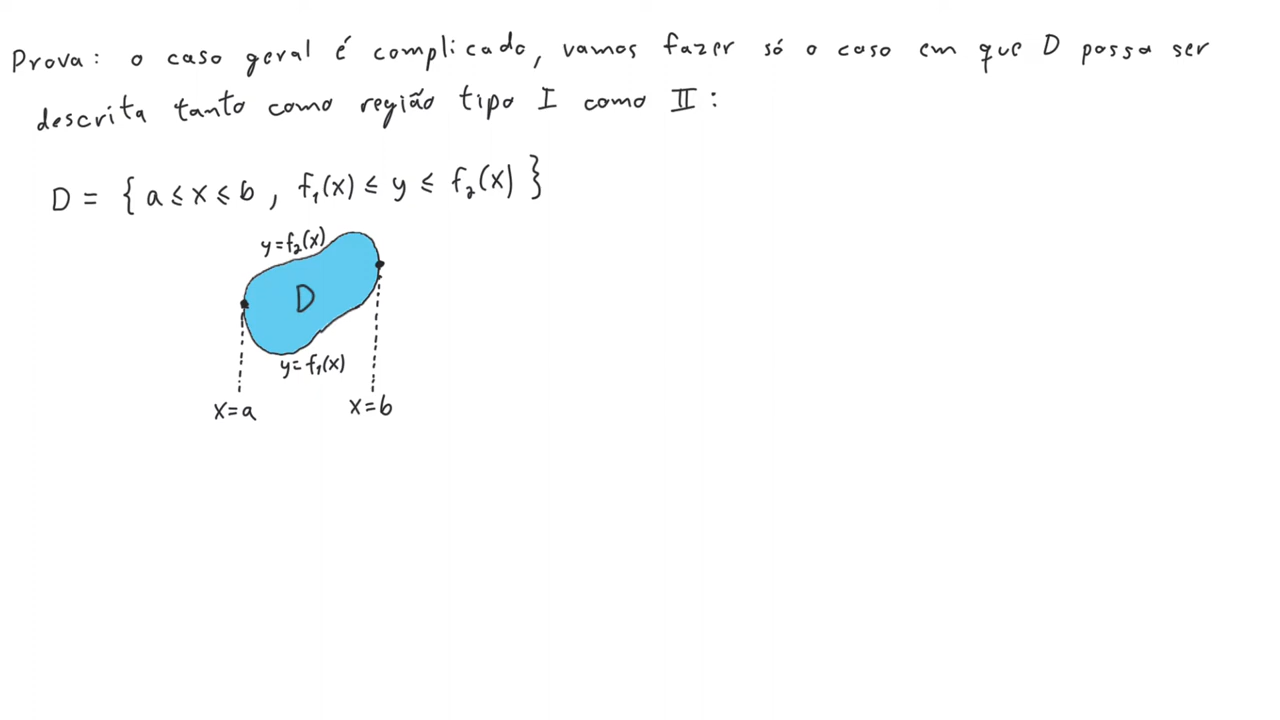 Prova: o caso geral é complicado, vamos fazer só o caso em que D possa ser
descrita tanto como região tipo I como II:
D = { a ≤ x ≤ b , f₁(x) ≤ y ≤ f₂(x) }
y=f₂(x)
D
y=f₁(x)
x=a
x=b